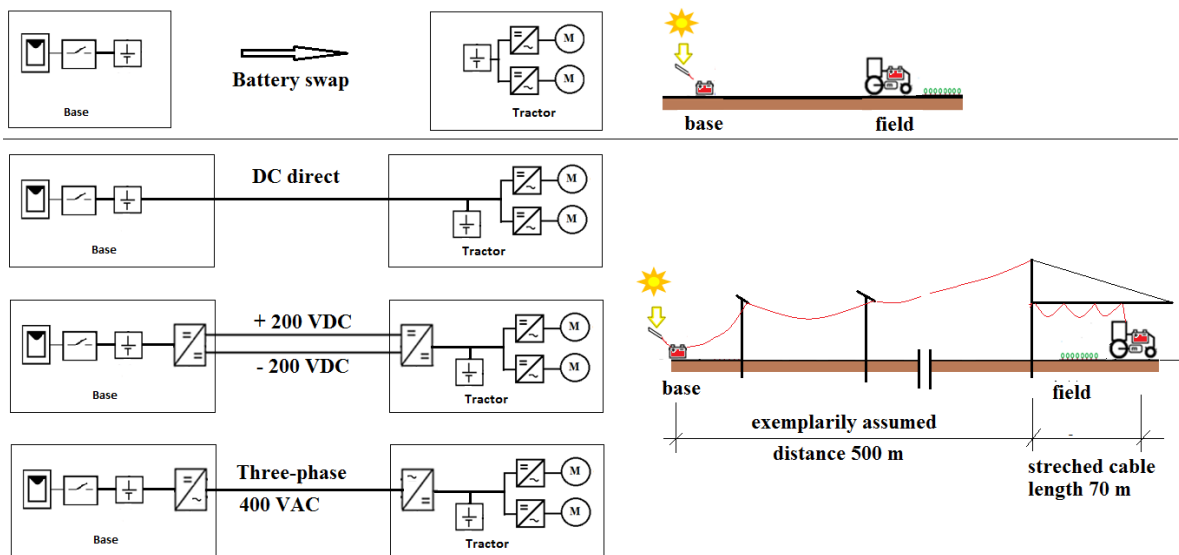 Battery swap
Base
Tractor
M
M
base
field
DC direct
Base
Tractor
M
M
+ 200 VDC
- 200 VDC
Base
Tractor
M
M
Three-phase
400 VAC
Base
Tractor
M
M
base
field
exemplarily assumed
distance 500 m
streched cable
length 70 m